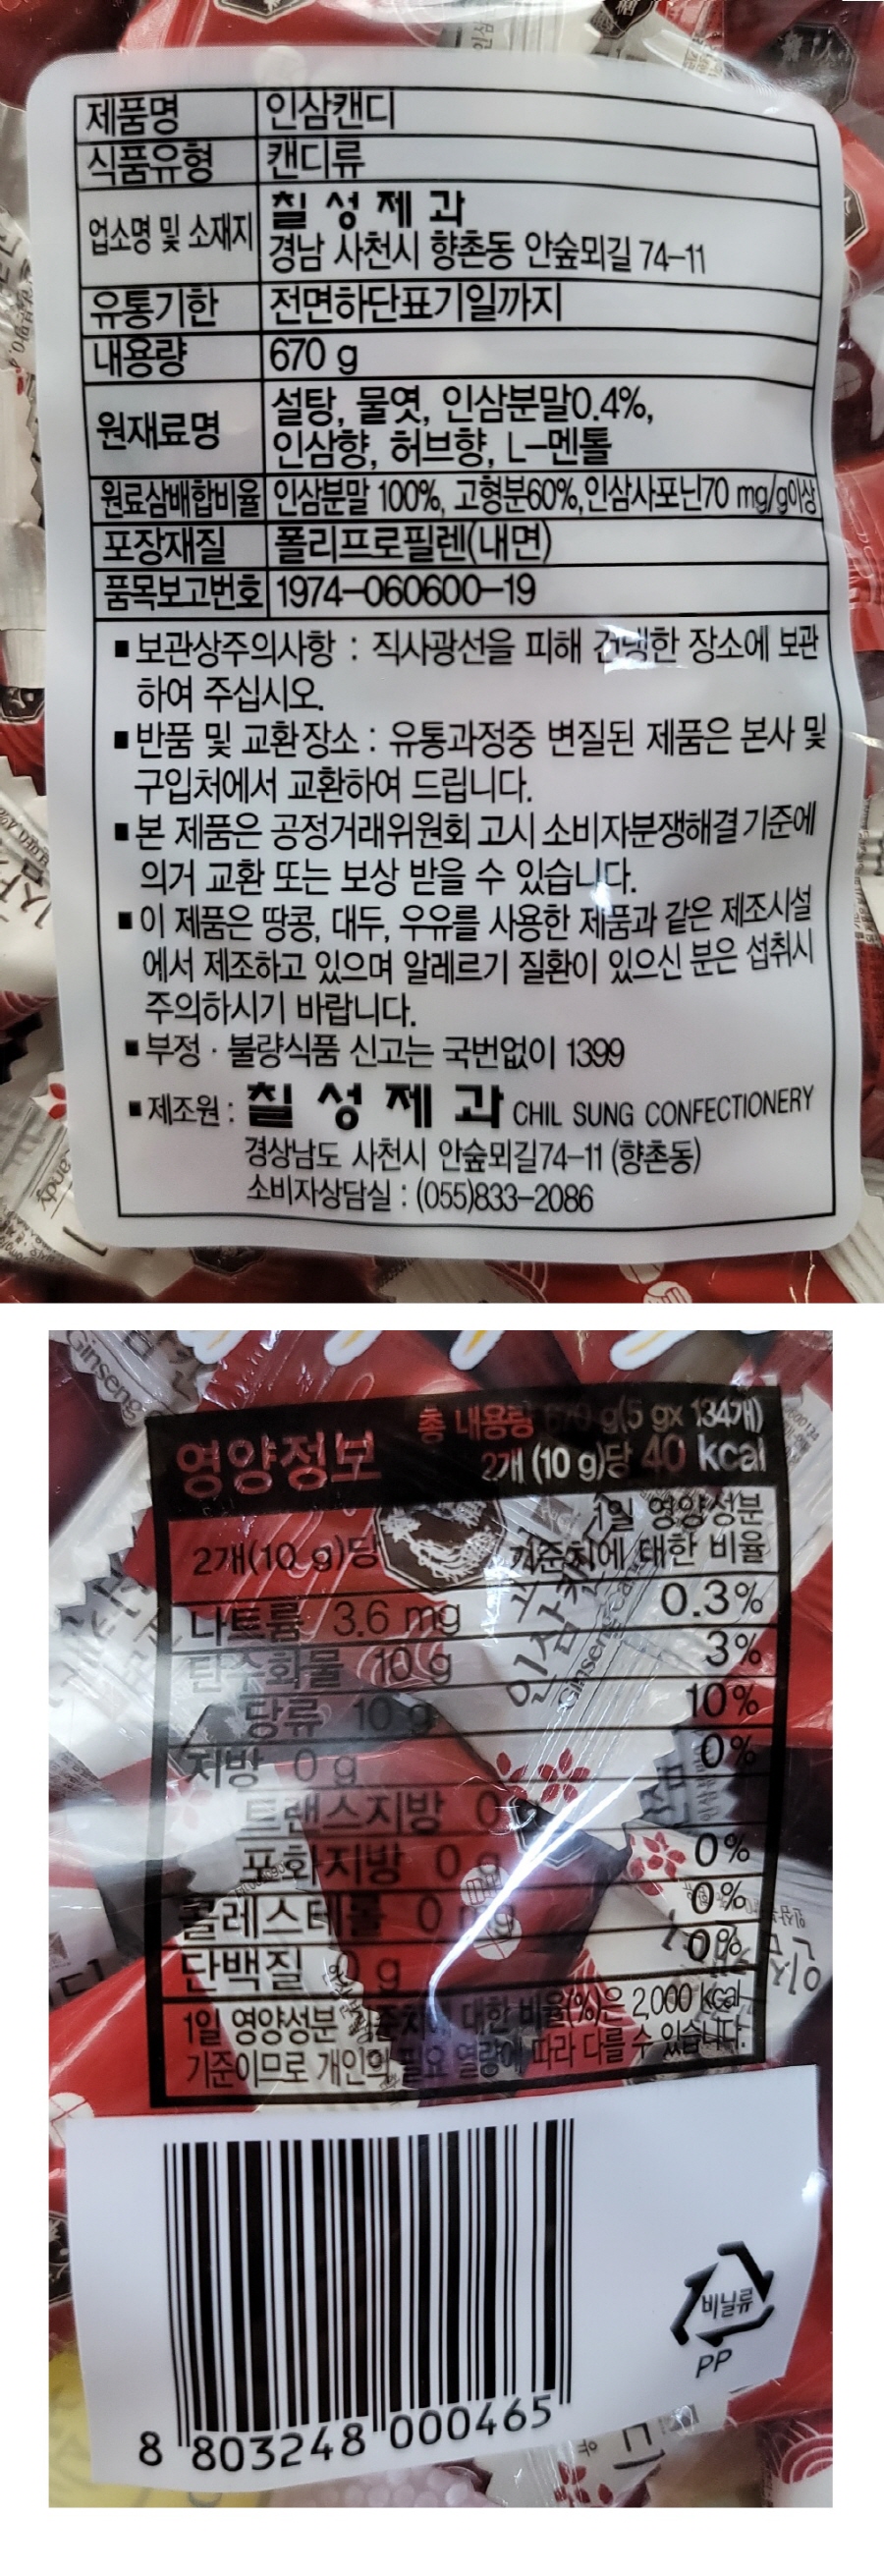 제품명 인삼캔디
식품유형 캔디류
업소명 및 소재지 칠성제과
경남 사천시 향촌동 안숲뫼길 74-11
유통기한 전면하단표기일까지
내용량 670 g
원재료명 설탕, 물엿, 인삼분말0.4%,
인삼향, 허브향, L-멘톨
원료삼배합비율 인삼분말 100%, 고형분60%,인삼사포닌70 mg/g이상
포장재질 폴리프로필렌(내면)
품목보고번호 1974-060600-19
■ 보관상주의사항 : 직사광선을 피해 건냉한 장소에 보관
하여 주십시오.
■ 반품 및 교환장소 : 유통과정중 변질된 제품은 본사 및
구입처에서 교환하여 드립니다.
■ 본 제품은 공정거래위원회 고시 소비자분쟁해결 기준에
의거 교환 또는 보상 받을 수 있습니다.
■ 이 제품은 땅콩, 대두, 우유를 사용한 제품과 같은 제조시설
에서 제조하고 있으며 알레르기 질환이 있으신 분은 섭취시
주의하시기 바랍니다.
■ 부정 · 불량식품 신고는 국번없이 1399
■ 제조원 : 칠성제과 CHIL SUNG CONFECTIONERY
경상남도 사천시 안숲뫼길74-11 (향촌동)
소비자상담실 : (055)833-2086
영양정보 총 내용량 670 g(5 gx 134개)
2개 (10 g)당 40 kcal
2개(10 g)당 1일 영양성분
기준치에 대한 비율
나트륨 3.6 mg 0.3%
탄수화물 10 g 3%
당류 10 g 10%
지방 0 g 0%
트랜스지방 0
포화지방 0 g 0%
콜레스테롤 0 mg 0%
단백질 0 g 0%
1일 영양성분 기준치에 대한 비율(%)은 2,000 kcal
기준이므로 개인의 필요 열량에 따라 다를 수 있습니다.
인삼캔
Ginseng Ca
Ginseng
비닐류
PP
8 803248 000465